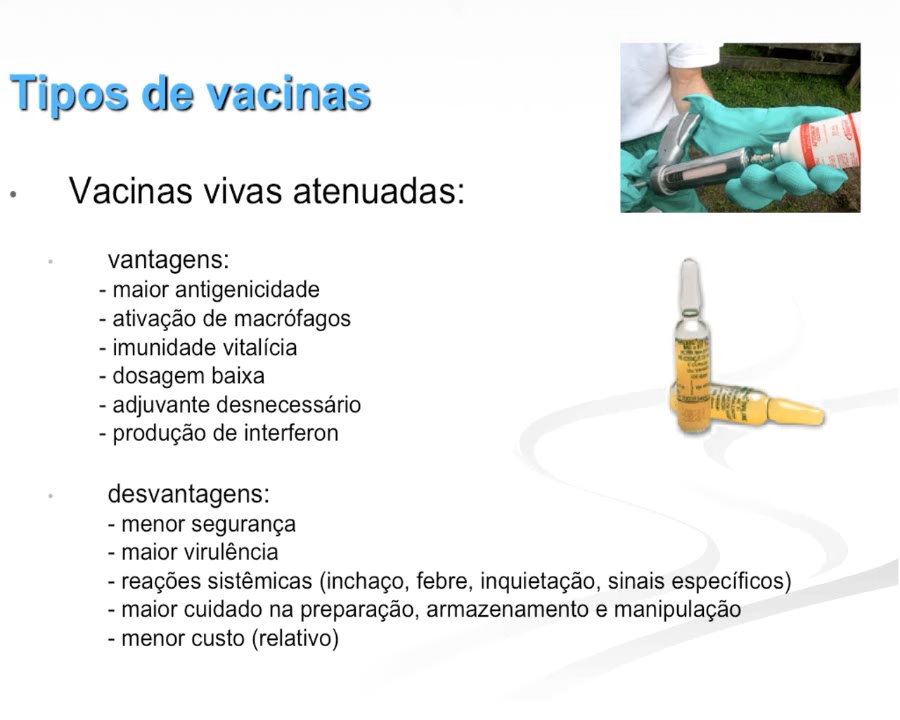 Tipos de vacinas
• Vacinas vivas atenuadas:
• vantagens:
- maior antigenicidade
- ativação de macrófagos
- imunidade vitalícia
- dosagem baixa
- adjuvante desnecessário
- produção de interferon
• desvantagens:
- menor segurança
- maior virulência
- reações sistêmicas (inchaço, febre, inquietação, sinais específicos)
- maior cuidado na preparação, armazenamento e manipulação
- menor custo (relativo)